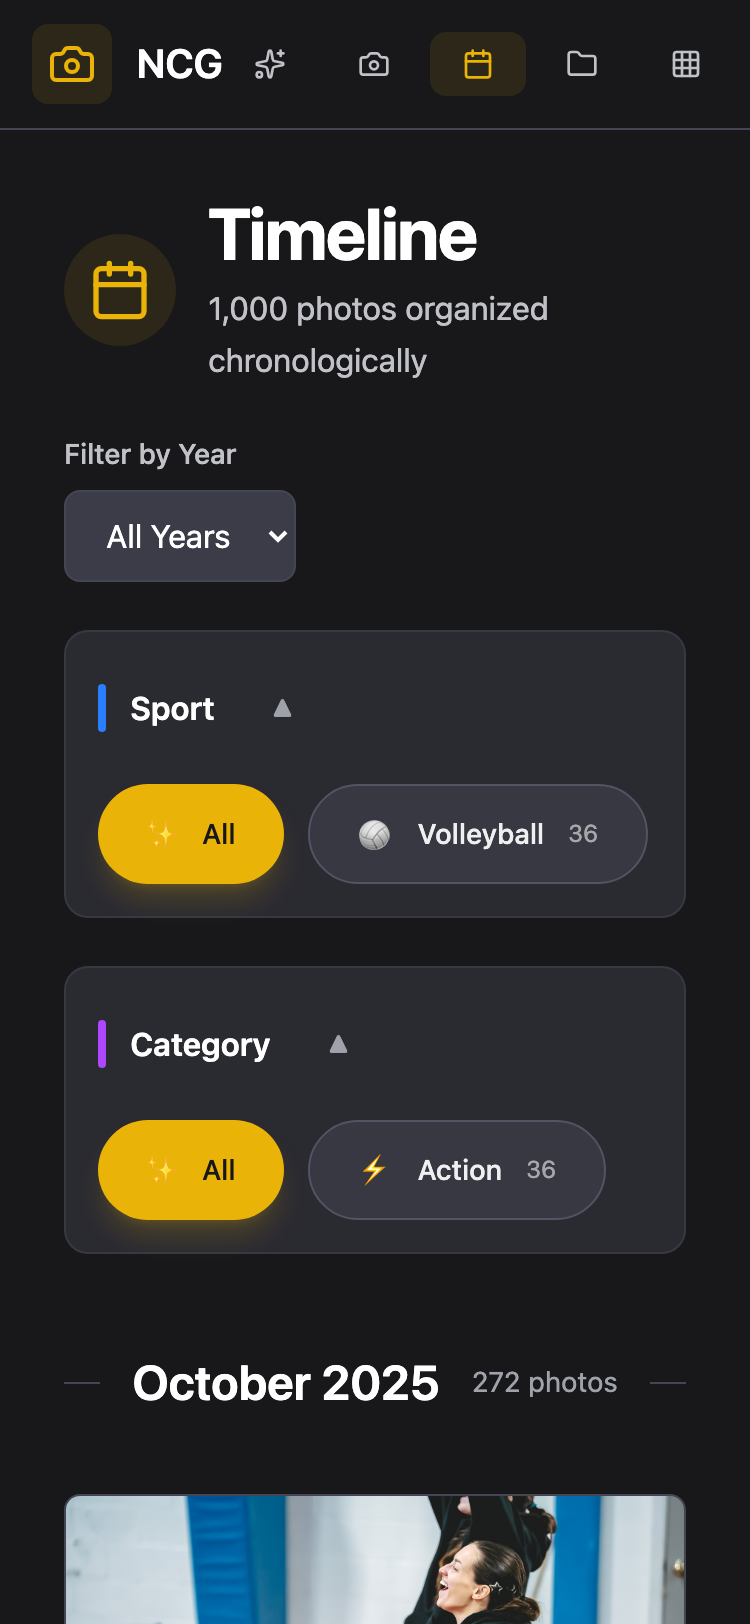 NCG
Timeline
1,000 photos organized
chronologically
Filter by Year
All Years
Sport
All
Volleyball 36
Category
All
Action 36
October 2025 272 photos